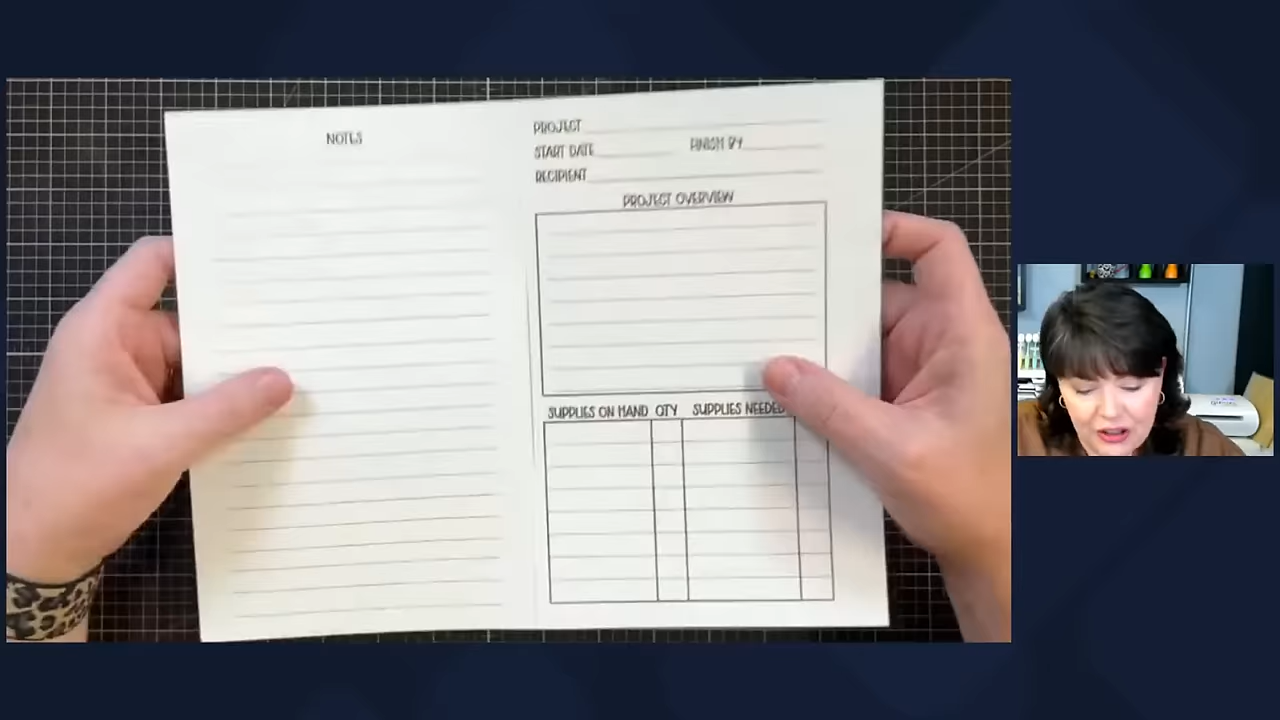 NOTES
PROJECT
START DATE FINISH BY
RECIPIENT
PROJECT OVERVIEW
SUPPLIES ON HAND QTY SUPPLIES NEEDED